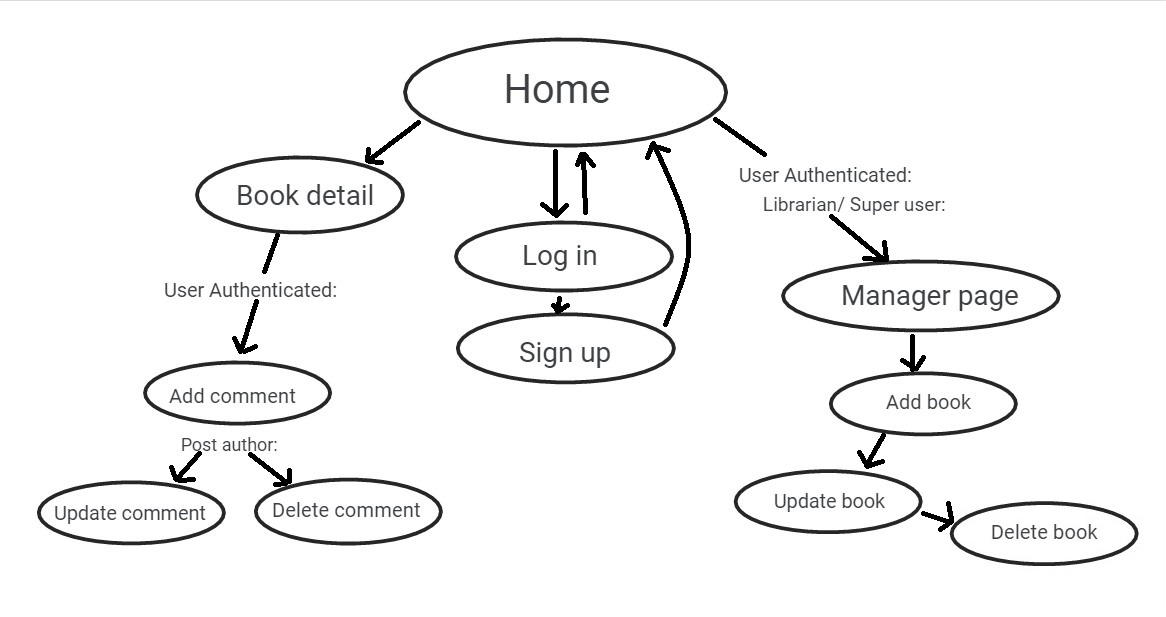 Home
Book detail
User Authenticated:
Librarian/ Super user:
Log in
User Authenticated:
Manager page
Sign up
Add comment
Add book
Post author:
Update comment
Delete comment
Update book
Delete book